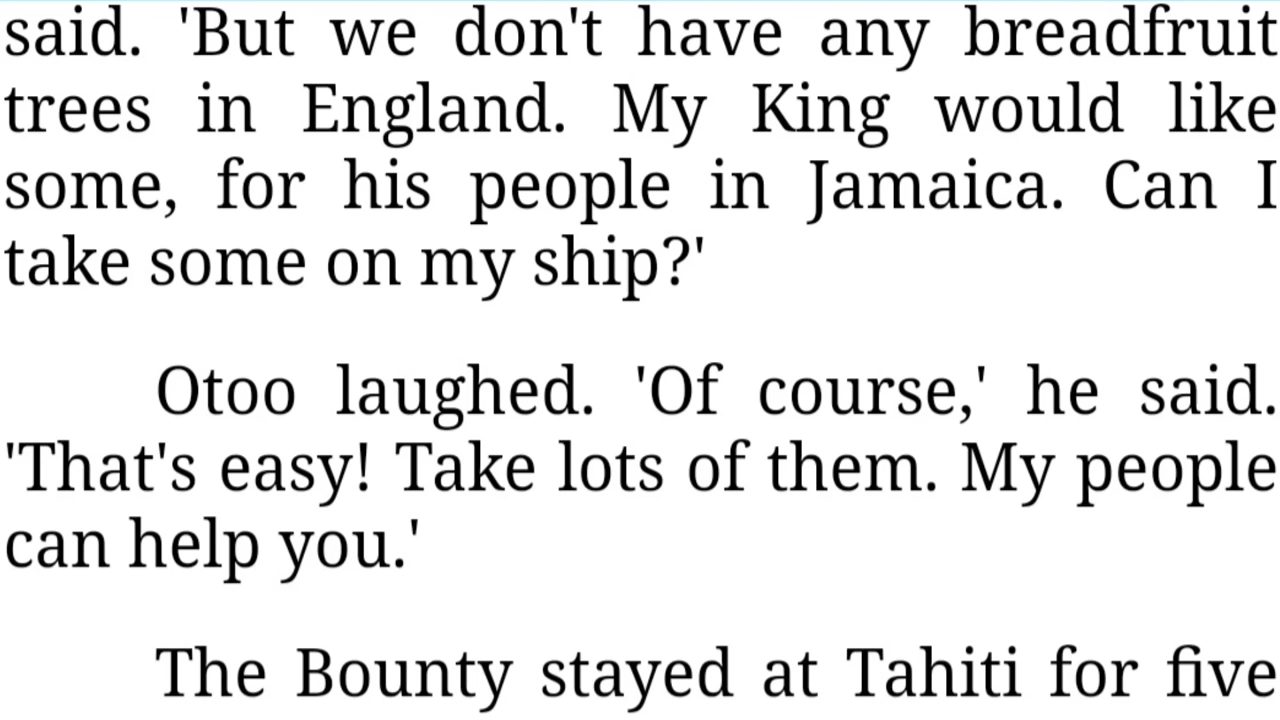 said. 'But we don't have any breadfruit
trees in England. My King would like
some, for his people in Jamaica. Can I
take some on my ship?'
Otoo laughed. 'Of course,' he said.
'That's easy! Take lots of them. My people
can help you.'
The Bounty stayed at Tahiti for five